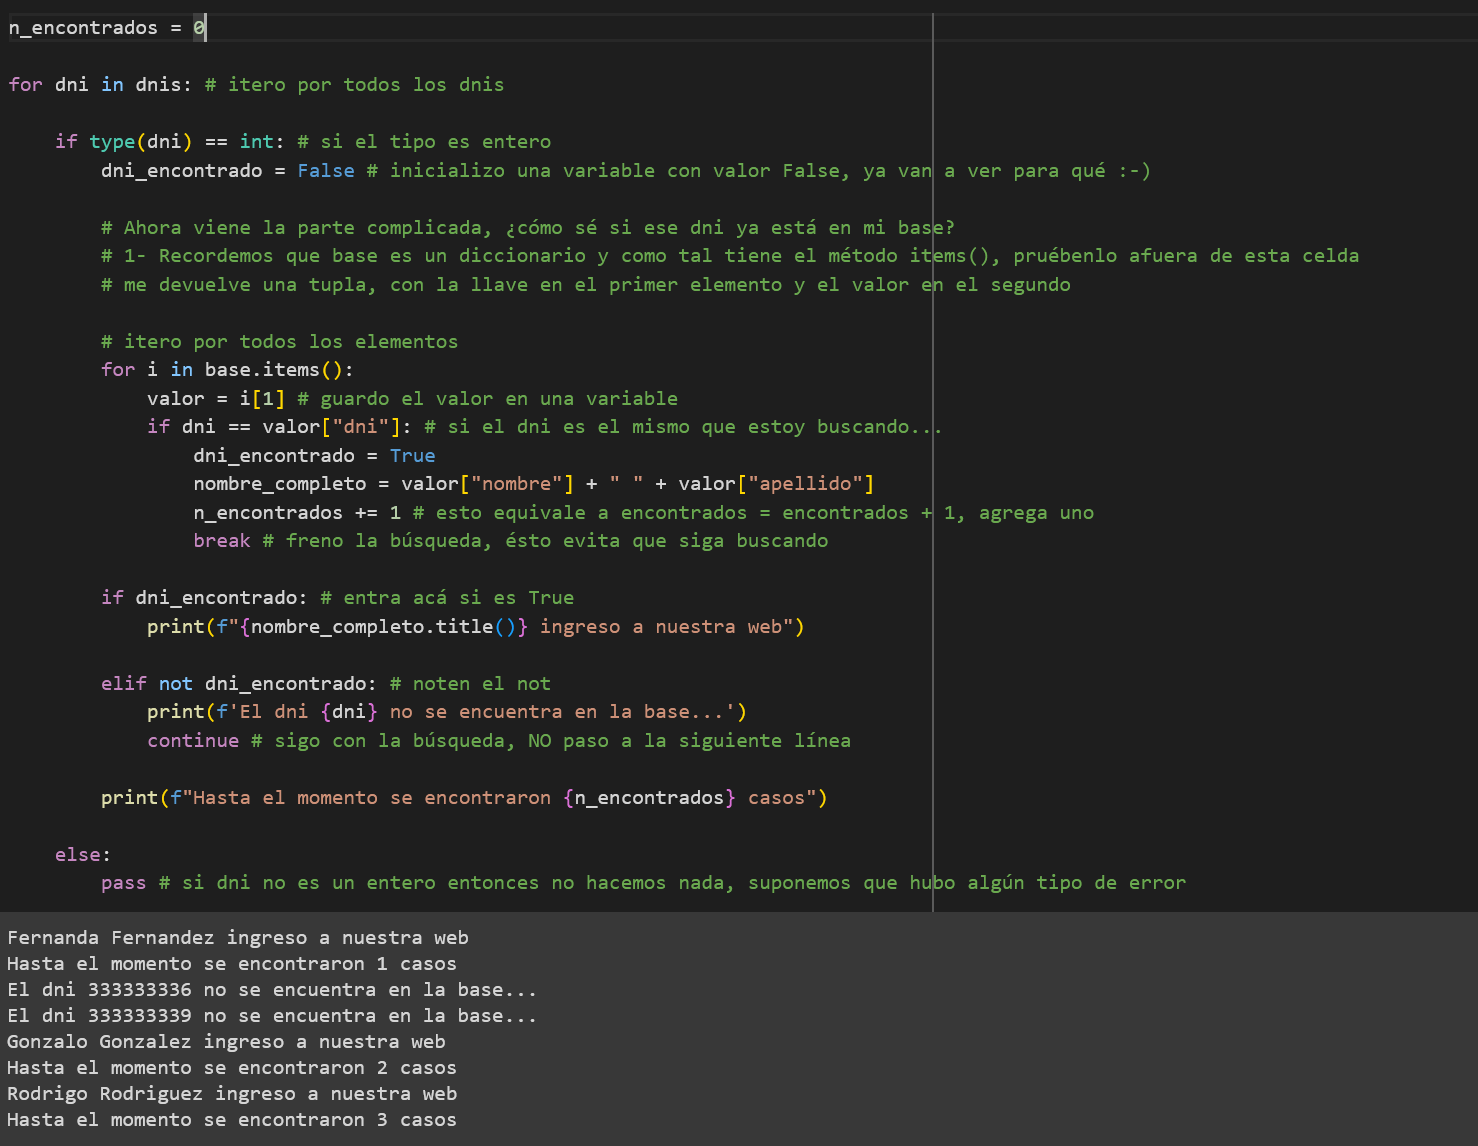 n_encontrados = 0
for dni in dnis: # itero por todos los dnis
if type(dni) == int: # si el tipo es entero
dni_encontrado = False # inicializo una variable con valor False, ya van a ver para qué :-)
# Ahora viene la parte complicada, ¿cómo sé si ese dni ya está en mi base?
# 1- Recordemos que base es un diccionario y como tal tiene el método items(), pruébenlo afuera de esta celda
# me devuelve una tupla, con la llave en el primer elemento y el valor en el segundo
# itero por todos los elementos
for i in base.items():
valor = i[1] # guardo el valor en una variable
if dni == valor["dni"]: # si el dni es el mismo que estoy buscando...
dni_encontrado = True
nombre_completo = valor["nombre"] + " " + valor["apellido"]
n_encontrados += 1 # esto equivale a encontrados = encontrados + 1, agrega uno
break # freno la búsqueda, ésto evita que siga buscando
if dni_encontrado: # entra acá si es True
print(f"{nombre_completo.title()} ingreso a nuestra web")
elif not dni_encontrado: # noten el not
print(f'El dni {dni} no se encuentra en la base...')
continue # sigo con la búsqueda, NO paso a la siguiente línea
print(f"Hasta el momento se encontraron {n_encontrados} casos")
else:
pass # si dni no es un entero entonces no hacemos nada, suponemos que hubo algún tipo de error
Fernanda Fernandez ingreso a nuestra web
Hasta el momento se encontraron 1 casos
El dni 333333336 no se encuentra en la base...
El dni 333333339 no se encuentra en la base...
Gonzalo Gonzalez ingreso a nuestra web
Hasta el momento se encontraron 2 casos
Rodrigo Rodriguez ingreso a nuestra web
Hasta el momento se encontraron 3 casos